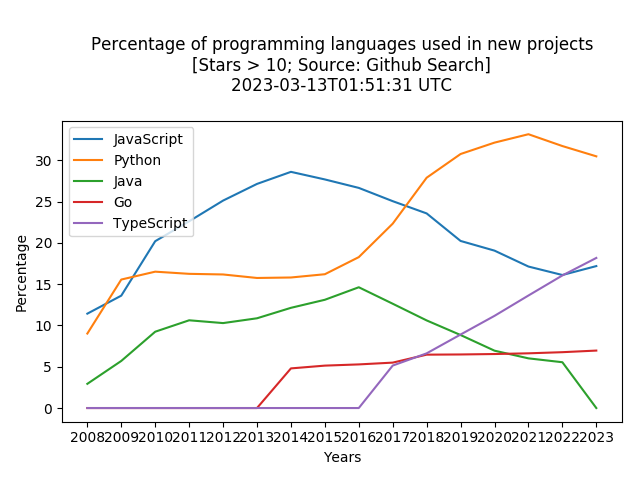 Percentage of programming languages used in new projects
[Stars > 10; Source: Github Search]
2023-03-13T01:51:31 UTC
JavaScript
Python
Java
Go
TypeScript
30
25
20
15
10
5
0
Percentage
2008 2009 2010 2011 2012 2013 2014 2015 2016 2017 2018 2019 2020 2021 2022 2023
Years